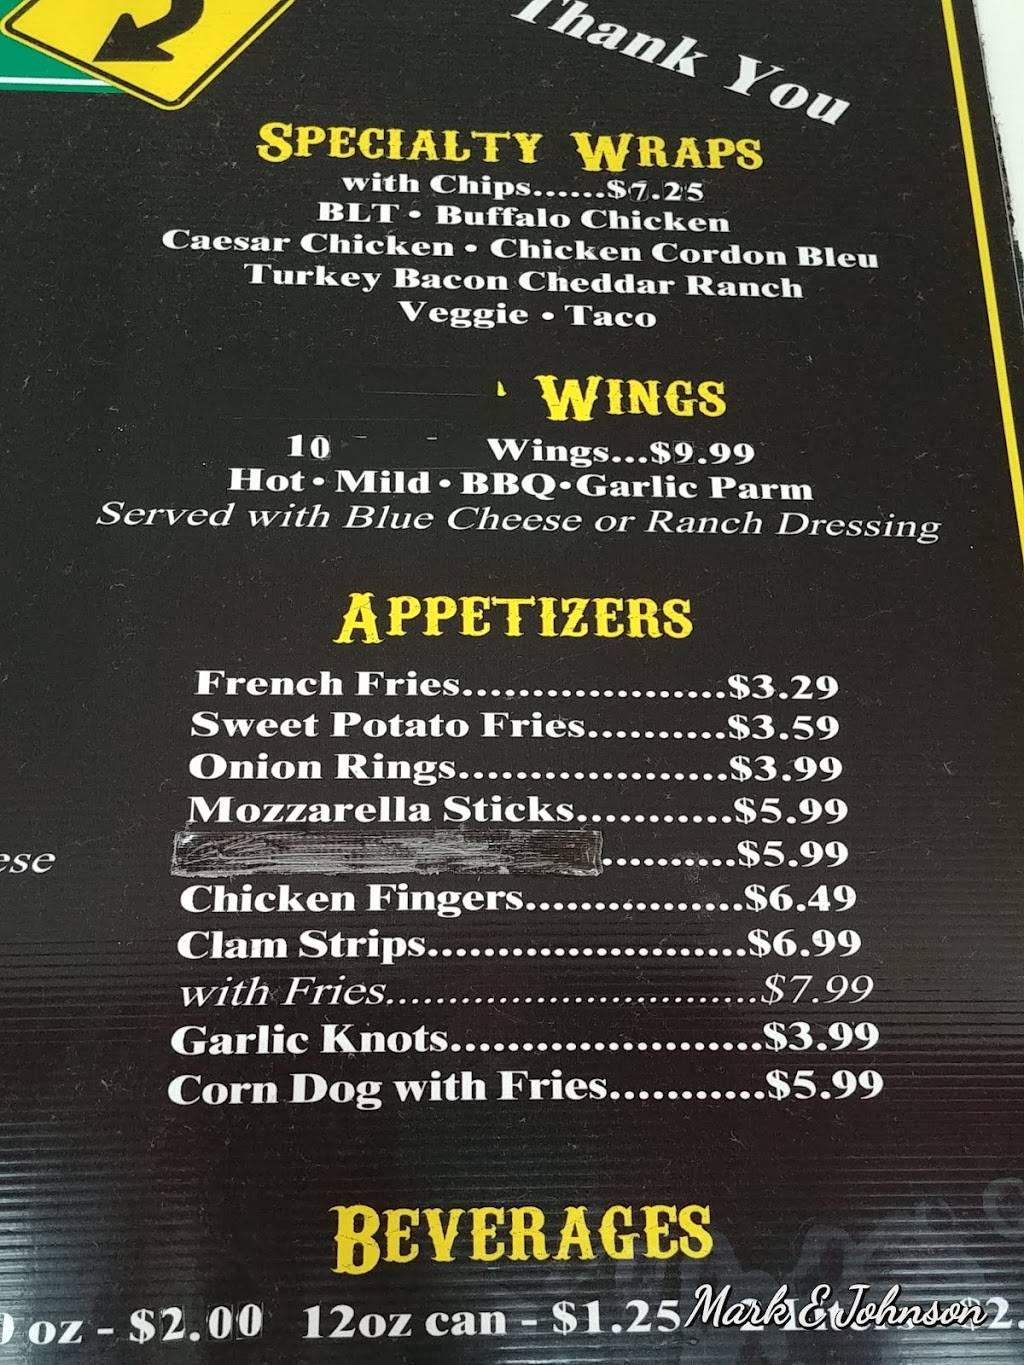 Thank You
SPECIALTY WRAPS
with Chips......$7.25
BLT • Buffalo Chicken
Caesar Chicken • Chicken Cordon Bleu
Turkey Bacon Cheddar Ranch
Veggie • Taco
WINGS
10 Wings...$9.99
Hot • Mild • BBQ • Garlic Parm
Served with Blue Cheese or Ranch Dressing
APPETIZERS
French Fries...................$3.29
Sweet Potato Fries..........$3.59
Onion Rings...................$3.99
Mozzarella Sticks............$5.99
..........$5.99
Chicken Fingers................$6.49
Clam Strips.......................$6.99
with Fries.............................$7.99
Garlic Knots......................$3.99
Corn Dog with Fries...........$5.99
BEVERAGES
oz - $2.00 12oz can - $1.25 2 Liter - $2.
Mark E Johnson